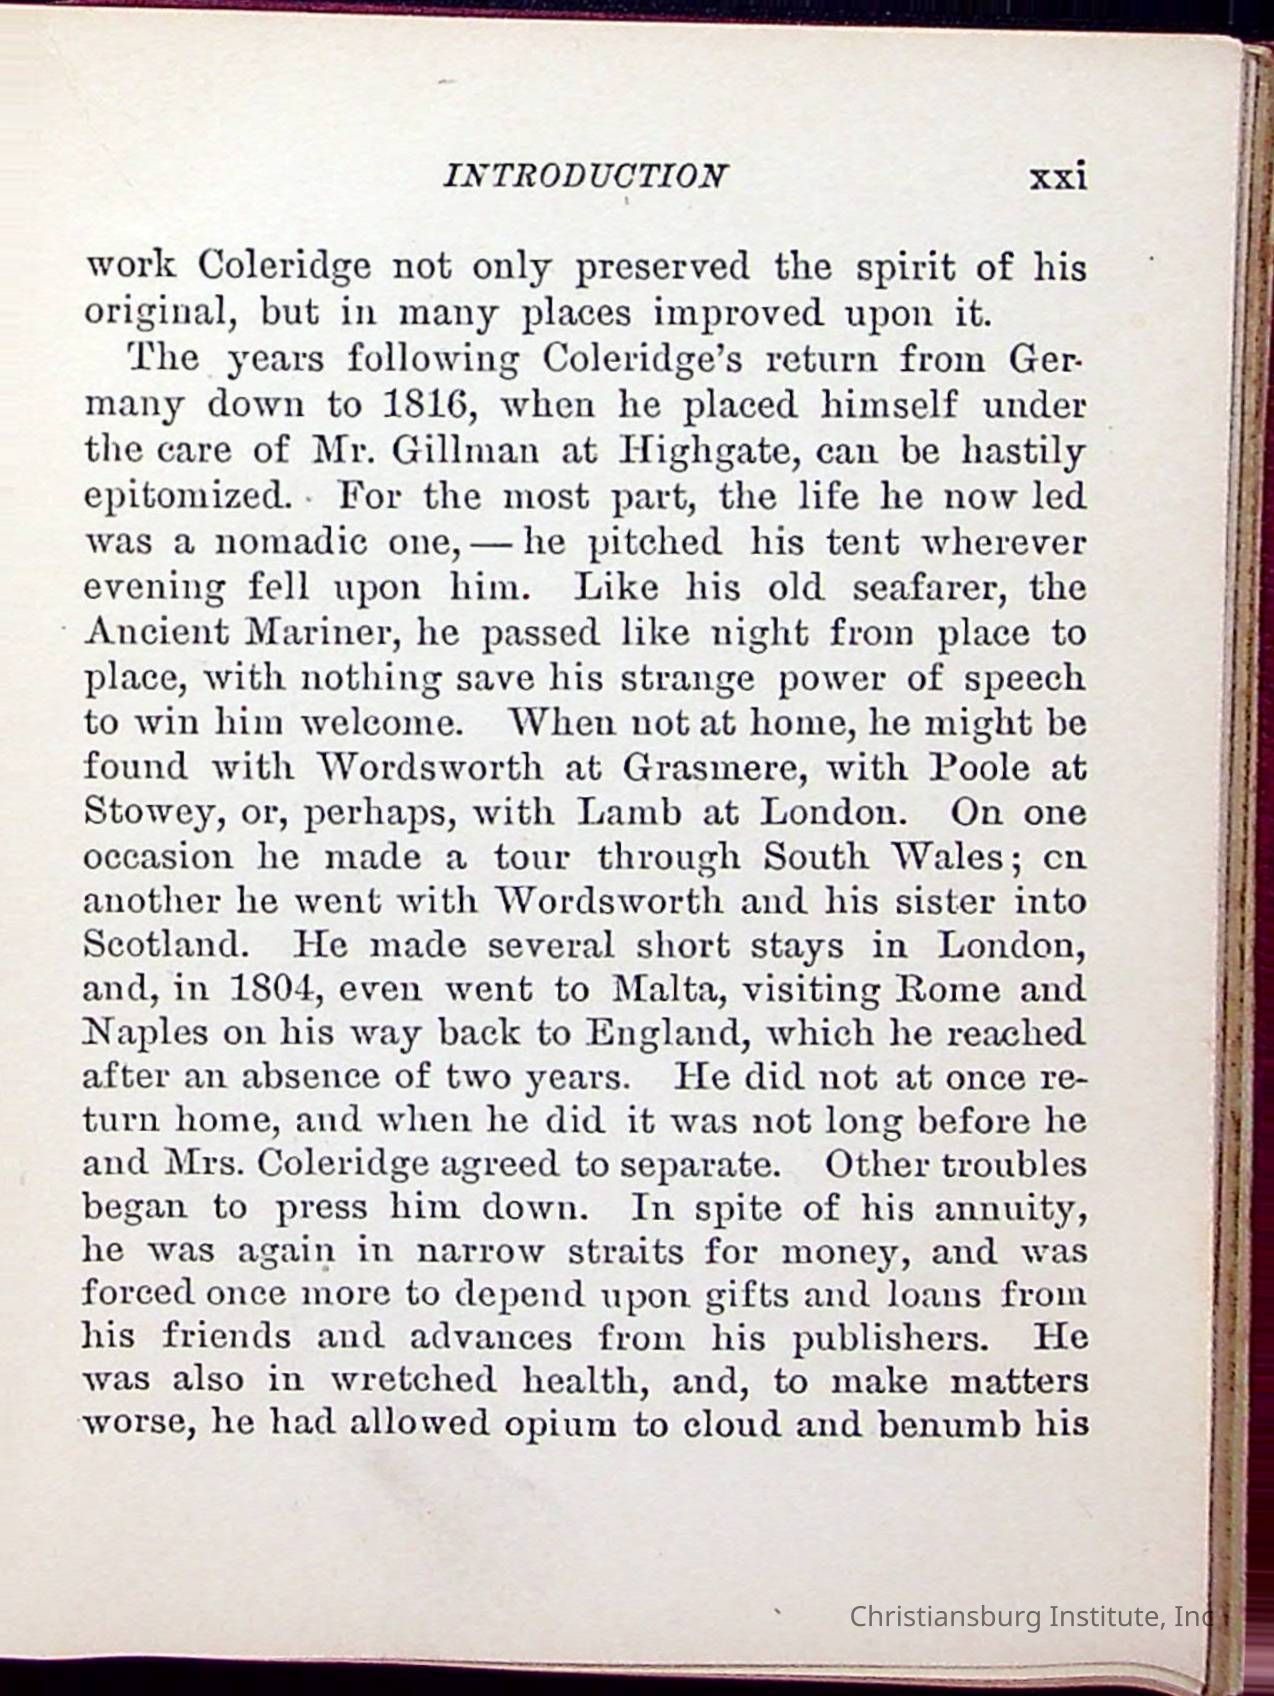 INTRODUCTION xxi
work Coleridge not only preserved the spirit of his
original, but in many places improved upon it.
The years following Coleridge's return from Ger-
many down to 1816, when he placed himself under
the care of Mr. Gillman at Highgate, can be hastily
epitomized. For the most part, the life he now led
was a nomadic one, — he pitched his tent wherever
evening fell upon him. Like his old seafarer, the
Ancient Mariner, he passed like night from place to
place, with nothing save his strange power of speech
to win him welcome. When not at home, he might be
found with Wordsworth at Grasmere, with Poole at
Stowey, or, perhaps, with Lamb at London. On one
occasion he made a tour through South Wales; cn
another he went with Wordsworth and his sister into
Scotland. He made several short stays in London,
and, in 1804, even went to Malta, visiting Rome and
Naples on his way back to England, which he reached
after an absence of two years. He did not at once re-
turn home, and when he did it was not long before he
and Mrs. Coleridge agreed to separate. Other troubles
began to press him down. In spite of his annuity,
he was again in narrow straits for money, and was
forced once more to depend upon gifts and loans from
his friends and advances from his publishers. He
was also in wretched health, and, to make matters
worse, he had allowed opium to cloud and benumb his
Christiansburg Institute, Inc